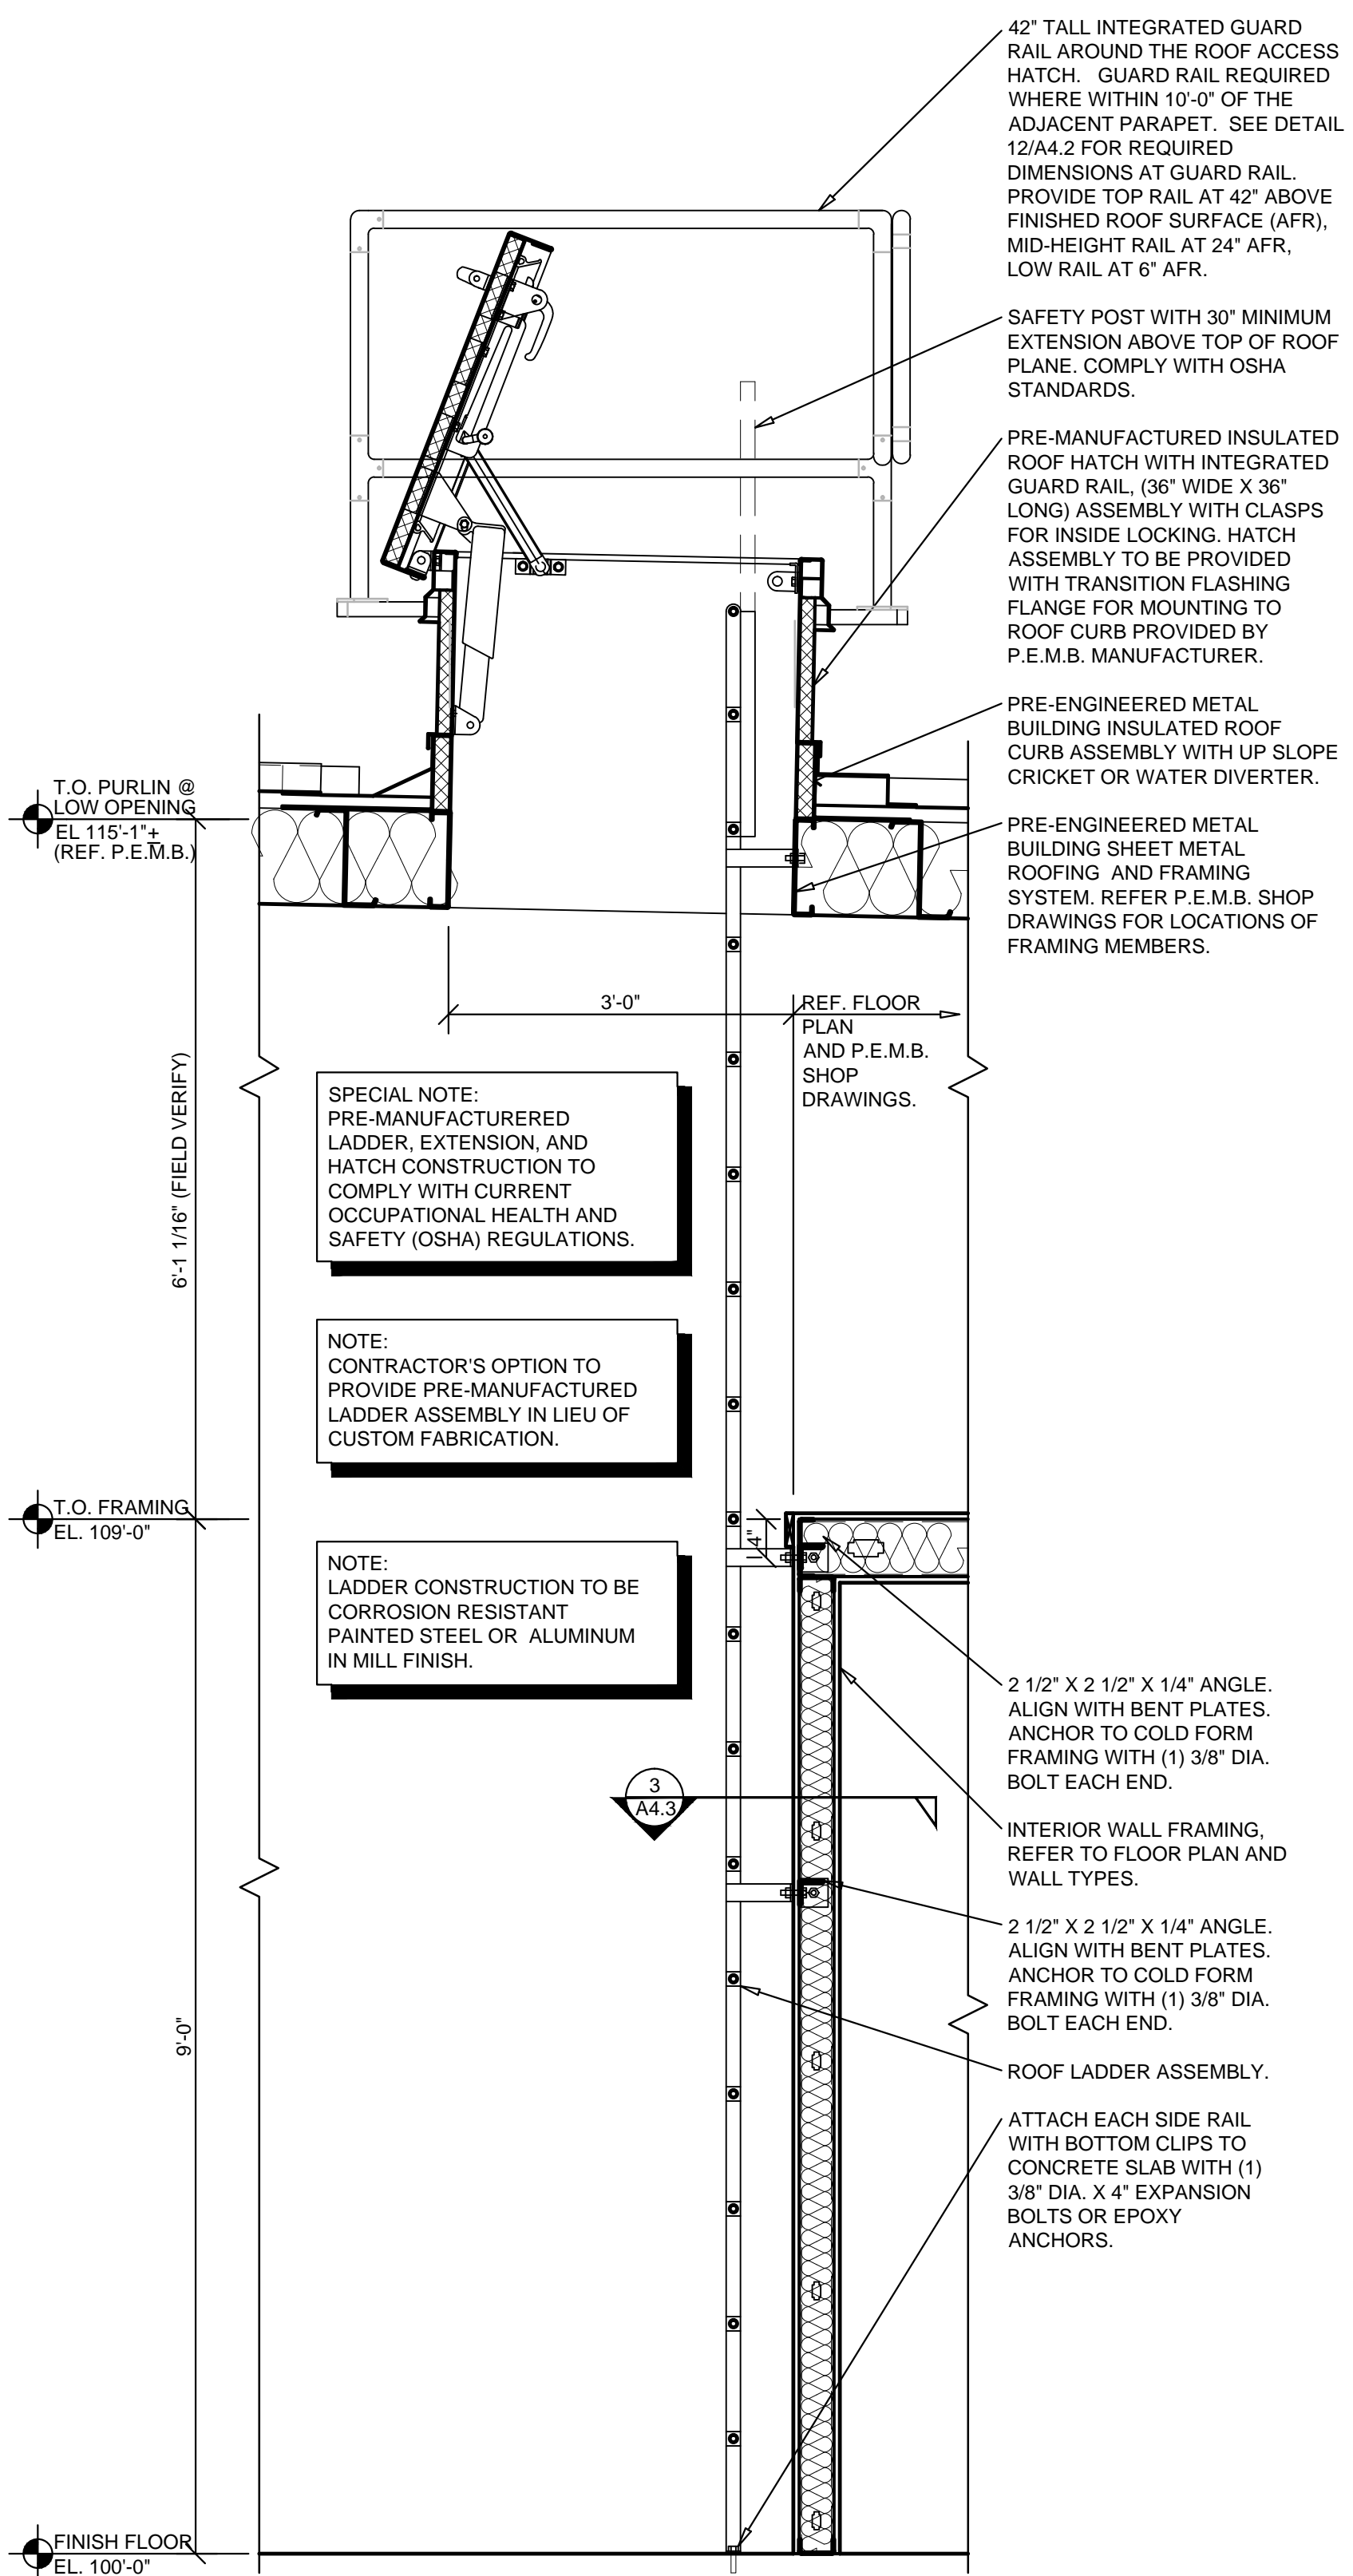 42" TALL INTEGRATED GUARD
RAIL AROUND THE ROOF ACCESS
HATCH. GUARD RAIL REQUIRED
WHERE WITHIN 10'-0" OF THE
ADJACENT PARAPET. SEE DETAIL
12/A4.2 FOR REQUIRED
DIMENSIONS AT GUARD RAIL.
PROVIDE TOP RAIL AT 42" ABOVE
FINISHED ROOF SURFACE (AFR),
MID-HEIGHT RAIL AT 24" AFR,
LOW RAIL AT 6" AFR.
SAFETY POST WITH 30" MINIMUM
EXTENSION ABOVE TOP OF ROOF
PLANE. COMPLY WITH OSHA
STANDARDS.
PRE-MANUFACTURED INSULATED
ROOF HATCH WITH INTEGRATED
GUARD RAIL, (36" WIDE X 36"
LONG) ASSEMBLY WITH CLASPS
FOR INSIDE LOCKING. HATCH
ASSEMBLY TO BE PROVIDED
WITH TRANSITION FLASHING
FLANGE FOR MOUNTING TO
ROOF CURB PROVIDED BY
P.E.M.B. MANUFACTURER.
PRE-ENGINEERED METAL
BUILDING INSULATED ROOF
CURB ASSEMBLY WITH UP SLOPE
CRICKET OR WATER DIVERTER.
PRE-ENGINEERED METAL
BUILDING SHEET METAL
ROOFING AND FRAMING
SYSTEM. REFER P.E.M.B. SHOP
DRAWINGS FOR LOCATIONS OF
FRAMING MEMBERS.
T.O. PURLIN @
LOW OPENING
EL 115'-1"±
(REF. P.E.M.B.)
3'-0"
REF. FLOOR
PLAN
AND P.E.M.B.
SHOP
DRAWINGS.
6'-1 1/16" (FIELD VERIFY)
SPECIAL NOTE:
PRE-MANUFACTURERED
LADDER, EXTENSION, AND
HATCH CONSTRUCTION TO
COMPLY WITH CURRENT
OCCUPATIONAL HEALTH AND
SAFETY (OSHA) REGULATIONS.
NOTE:
CONTRACTOR'S OPTION TO
PROVIDE PRE-MANUFACTURED
LADDER ASSEMBLY IN LIEU OF
CUSTOM FABRICATION.
T.O. FRAMING
EL. 109'-0"
4"
NOTE:
LADDER CONSTRUCTION TO BE
CORROSION RESISTANT
PAINTED STEEL OR ALUMINUM
IN MILL FINISH.
3
A4.3
2 1/2" X 2 1/2" X 1/4" ANGLE.
ALIGN WITH BENT PLATES.
ANCHOR TO COLD FORM
FRAMING WITH (1) 3/8" DIA.
BOLT EACH END.
INTERIOR WALL FRAMING,
REFER TO FLOOR PLAN AND
WALL TYPES.
2 1/2" X 2 1/2" X 1/4" ANGLE.
ALIGN WITH BENT PLATES.
ANCHOR TO COLD FORM
FRAMING WITH (1) 3/8" DIA.
BOLT EACH END.
9'-0"
ROOF LADDER ASSEMBLY.
ATTACH EACH SIDE RAIL
WITH BOTTOM CLIPS TO
CONCRETE SLAB WITH (1)
3/8" DIA. X 4" EXPANSION
BOLTS OR EPOXY
ANCHORS.
FINISH FLOOR
EL. 100'-0"